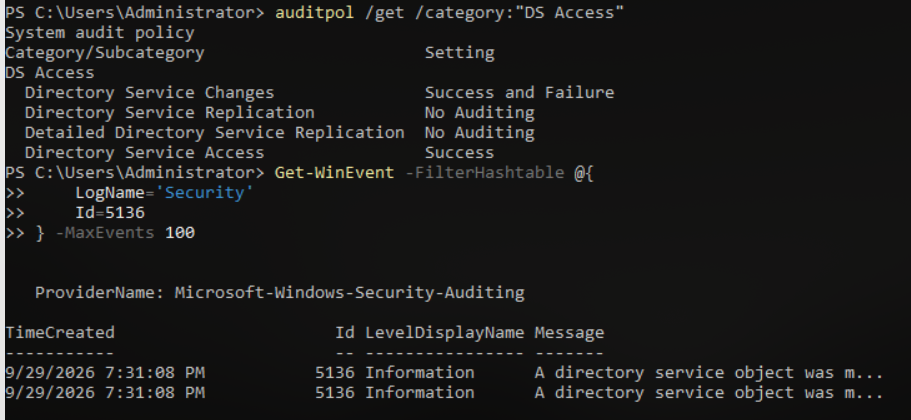 PS C:\Users\Administrator> auditpol /get /category:"DS Access"
System audit policy
Category/Subcategory                      Setting
DS Access
  Directory Service Changes               Success and Failure
  Directory Service Replication           No Auditing
  Detailed Directory Service Replication  No Auditing
  Directory Service Access                Success
PS C:\Users\Administrator> Get-WinEvent -FilterHashtable @{
>>     LogName='Security'
>>     Id=5136
>> } -MaxEvents 100
   ProviderName: Microsoft-Windows-Security-Auditing
TimeCreated                      Id LevelDisplayName Message
-----------                      -- ---------------- -------
9/29/2026 7:31:08 PM           5136 Information      A directory service object was m...
9/29/2026 7:31:08 PM           5136 Information      A directory service object was m...